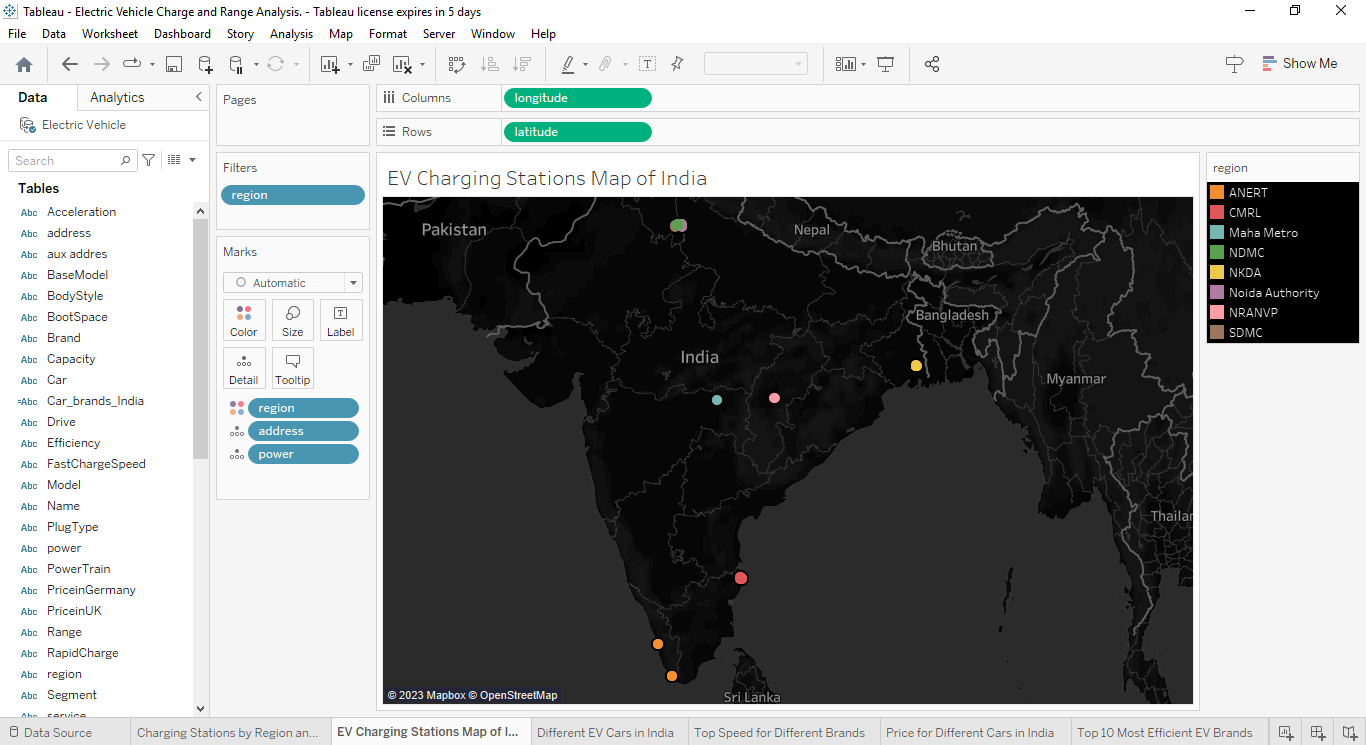 Tableau - Electric Vehicle Charge and Range Analysis. - Tableau license expires in 5 days
File Data Worksheet Dashboard Story Analysis Map Format Server Window Help
Show Me
Data Analytics
Electric Vehicle
Search
Tables
Abc Acceleration
Abc address
Abc aux addres
Abc BaseModel
Abc BodyStyle
Abc BootSpace
Abc Brand
Abc Capacity
Abc Car
=Abc Car_brands_India
Abc Drive
Abc Efficiency
Abc FastChargeSpeed
Abc Model
Abc Name
Abc PlugType
Abc power
Abc PowerTrain
Abc PriceinGermany
Abc PriceinUK
Abc Range
Abc RapidCharge
Abc region
Abc Segment
Abc service
Pages
Filters
region
Marks
Automatic
Color Size Label
Detail Tooltip
region
address
power
Columns longitude
Rows latitude
EV Charging Stations Map of India
Pakistan
Nepal
Bhutan
Bangladesh
India
Myanmar
Thailan
Sri Lanka
© 2023 Mapbox © OpenStreetMap
region
ANERT
CMRL
Maha Metro
NDMC
NKDA
Noida Authority
NRANVP
SDMC
Data Source Charging Stations by Region an... EV Charging Stations Map of I... Different EV Cars in India Top Speed for Different Brands Price for Different Cars in India Top 10 Most Efficient EV Brands